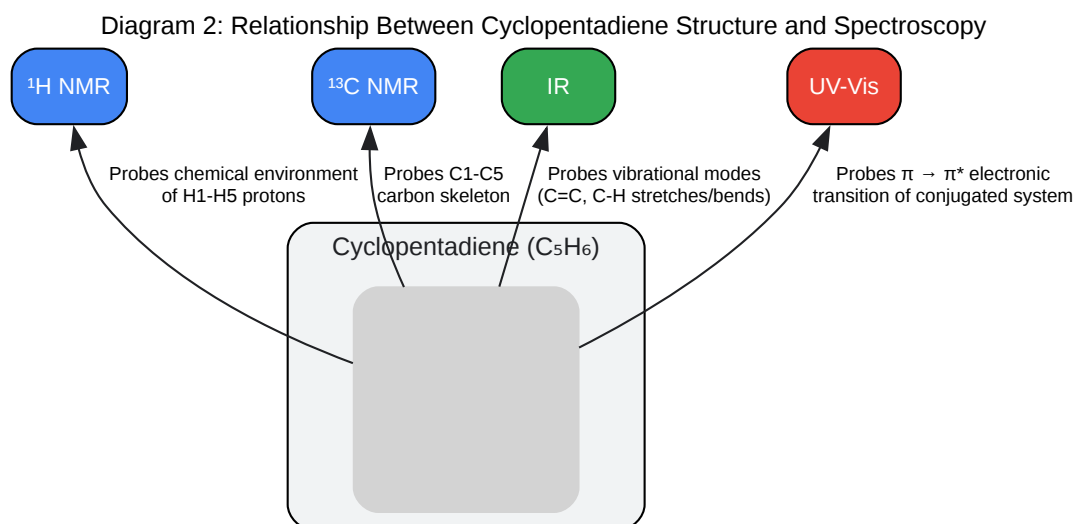 Diagram 2: Relationship Between Cyclopentadiene Structure and Spectroscopy
¹H NMR
¹³C NMR
IR
UV-Vis
Probes chemical environment
of H1-H5 protons
Probes C1-C5
carbon skeleton
Probes vibrational modes
(C=C, C-H stretches/bends)
Probes π → π* electronic
transition of conjugated system
Cyclopentadiene (C₅H₆)